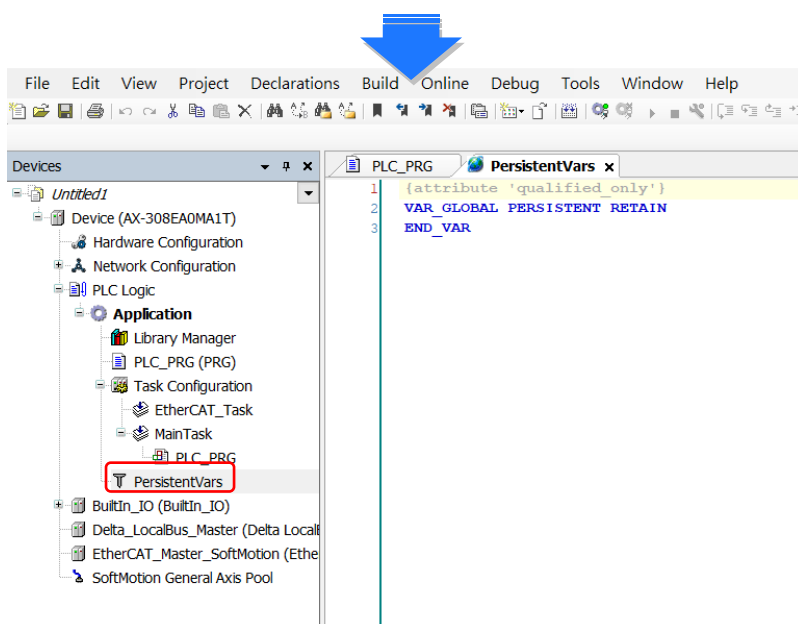 File Edit View Project Declarations Build Online Debug Tools Window Help
Devices
PLC_PRG PersistentVars
Untitled1
Device (AX-308EA0MA1T)
Hardware Configuration
Network Configuration
PLC Logic
Application
Library Manager
PLC_PRG (PRG)
Task Configuration
EtherCAT_Task
MainTask
PLC_PRG
PersistentVars
BuiltIn_IO (BuiltIn_IO)
Delta_LocalBus_Master (Delta Local
EtherCAT_Master_SoftMotion (Ethe
SoftMotion General Axis Pool
1 {attribute 'qualified_only'}
2 VAR_GLOBAL PERSISTENT RETAIN
3 END_VAR